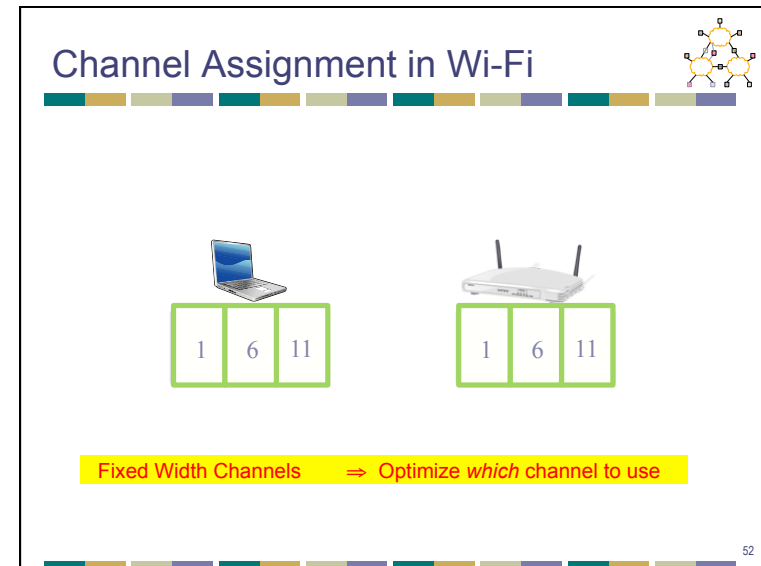 Channel Assignment in Wi-Fi
1 6 11
1 6 11
Fixed Width Channels ⇒ Optimize which channel to use
52